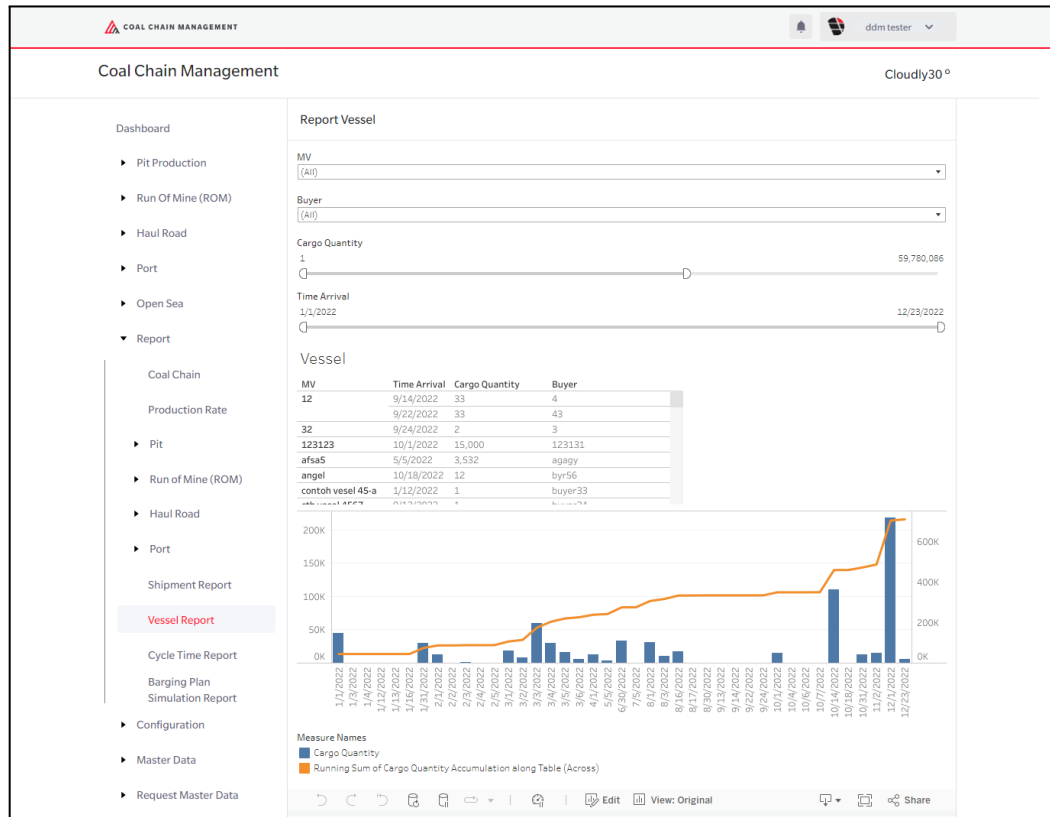 COAL CHAIN MANAGEMENT
ddm tester
Coal Chain Management
Cloudly30 º
Dashboard
Pit Production
Run Of Mine (ROM)
Haul Road
Port
Open Sea
Report
Coal Chain
Production Rate
Pit
Run of Mine (ROM)
Haul Road
Port
Shipment Report
Vessel Report
Cycle Time Report
Barging Plan
Simulation Report
Configuration
Master Data
Request Master Data
Report Vessel
MV
(All)
Buyer
(All)
Cargo Quantity
1 59,780,086
Time Arrival
1/1/2022 12/23/2022
Vessel
MV Time Arrival Cargo Quantity Buyer
12 9/14/2022 33 4
9/22/2022 33 43
32 9/24/2022 2 3
123123 10/1/2022 15,000 123131
afsa5 5/5/2022 3,532 agagy
angel 10/18/2022 12 byr56
contoh vesel 45-a 1/12/2022 1 buyer33
200K
150K
100K
50K
0K
600K
400K
200K
0K
1/1/2022
1/3/2022
1/4/2022
1/12/2022
1/13/2022
1/16/2022
1/31/2022
2/1/2022
2/2/2022
2/3/2022
2/4/2022
2/5/2022
3/1/2022
3/2/2022
3/3/2022
3/4/2022
3/5/2022
3/6/2022
4/1/2022
5/5/2022
6/30/2022
7/5/2022
8/1/2022
8/3/2022
8/16/2022
8/17/2022
8/30/2022
9/13/2022
9/14/2022
9/22/2022
9/24/2022
10/1/2022
10/4/2022
10/6/2022
10/7/2022
10/14/2022
10/18/2022
10/31/2022
11/2/2022
12/1/2022
12/23/2022
Measure Names
Cargo Quantity
Running Sum of Cargo Quantity Accumulation along Table (Across)
Edit
View: Original
Share